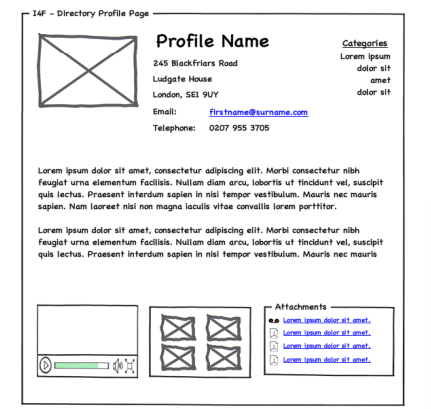 I4F - Directory Profile Page
Profile Name
245 Blackfriars Road
Ludgate House
London, SE1 9UY
Email: firstname@surname.com
Telephone: 0207 955 3705
Categories
Lorem ipsum
dolor sit
amet
dolor sit
Lorem ipsum dolor sit amet, consectetur adipiscing elit. Morbi consectetur nibh
feugiat urna elementum facilisis. Nullam diam arcu, lobortis ut tincidunt vel, suscipit
quis lectus. Praesent interdum sapien in nisi tempor vestibulum. Mauris nec mauris
sapien. Nam laoreet nisi non magna iaculis vitae convallis lorem porttitor.
Lorem ipsum dolor sit amet, consectetur adipiscing elit. Morbi consectetur nibh
feugiat urna elementum facilisis. Nullam diam arcu, lobortis ut tincidunt vel, suscipit
quis lectus. Praesent interdum sapien in nisi tempor vestibulum. Mauris nec mauris
Attachments
Lorem ipsum dolor sit amet.
Lorem ipsum dolor sit amet.
Lorem ipsum dolor sit amet.
Lorem ipsum dolor sit amet.